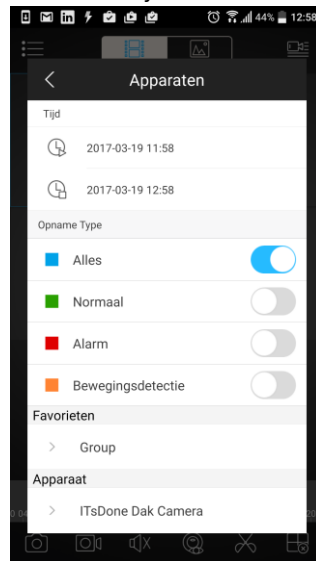 44% 12:58
Apparaten
Tijd
2017-03-19 11:58
2017-03-19 12:58
Opname Type
Alles
Normaal
Alarm
Bewegingsdetectie
Favorieten
Group
Apparaat
ITsDone Dak Camera